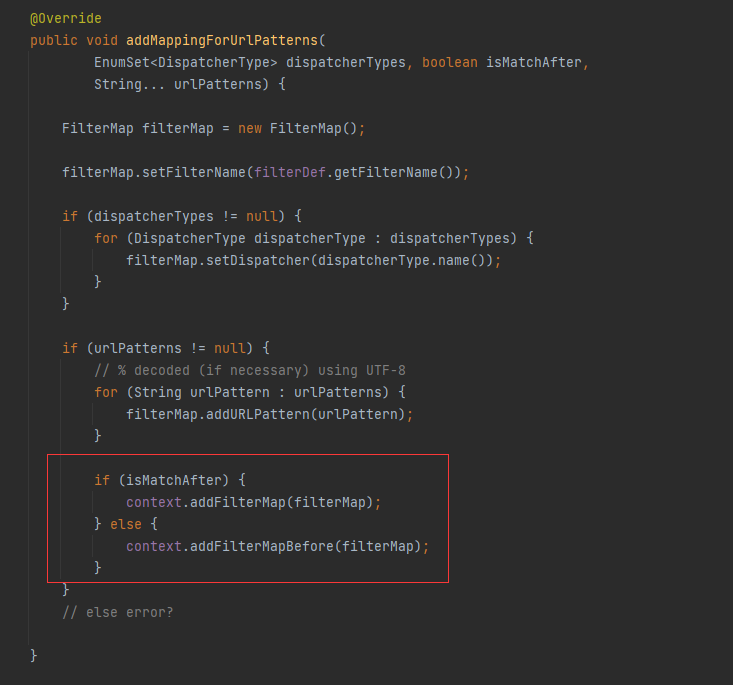 @Override
public void addMappingForUrlPatterns(
        EnumSet<DispatcherType> dispatcherTypes, boolean isMatchAfter,
        String... urlPatterns) {
    FilterMap filterMap = new FilterMap();
    filterMap.setFilterName(filterDef.getFilterName());
    if (dispatcherTypes != null) {
        for (DispatcherType dispatcherType : dispatcherTypes) {
            filterMap.setDispatcher(dispatcherType.name());
        }
    }
    if (urlPatterns != null) {
        // % decoded (if necessary) using UTF-8
        for (String urlPattern : urlPatterns) {
            filterMap.addURLPattern(urlPattern);
        }
        if (isMatchAfter) {
            context.addFilterMap(filterMap);
        } else {
            context.addFilterMapBefore(filterMap);
        }
    }
    // else error?
}